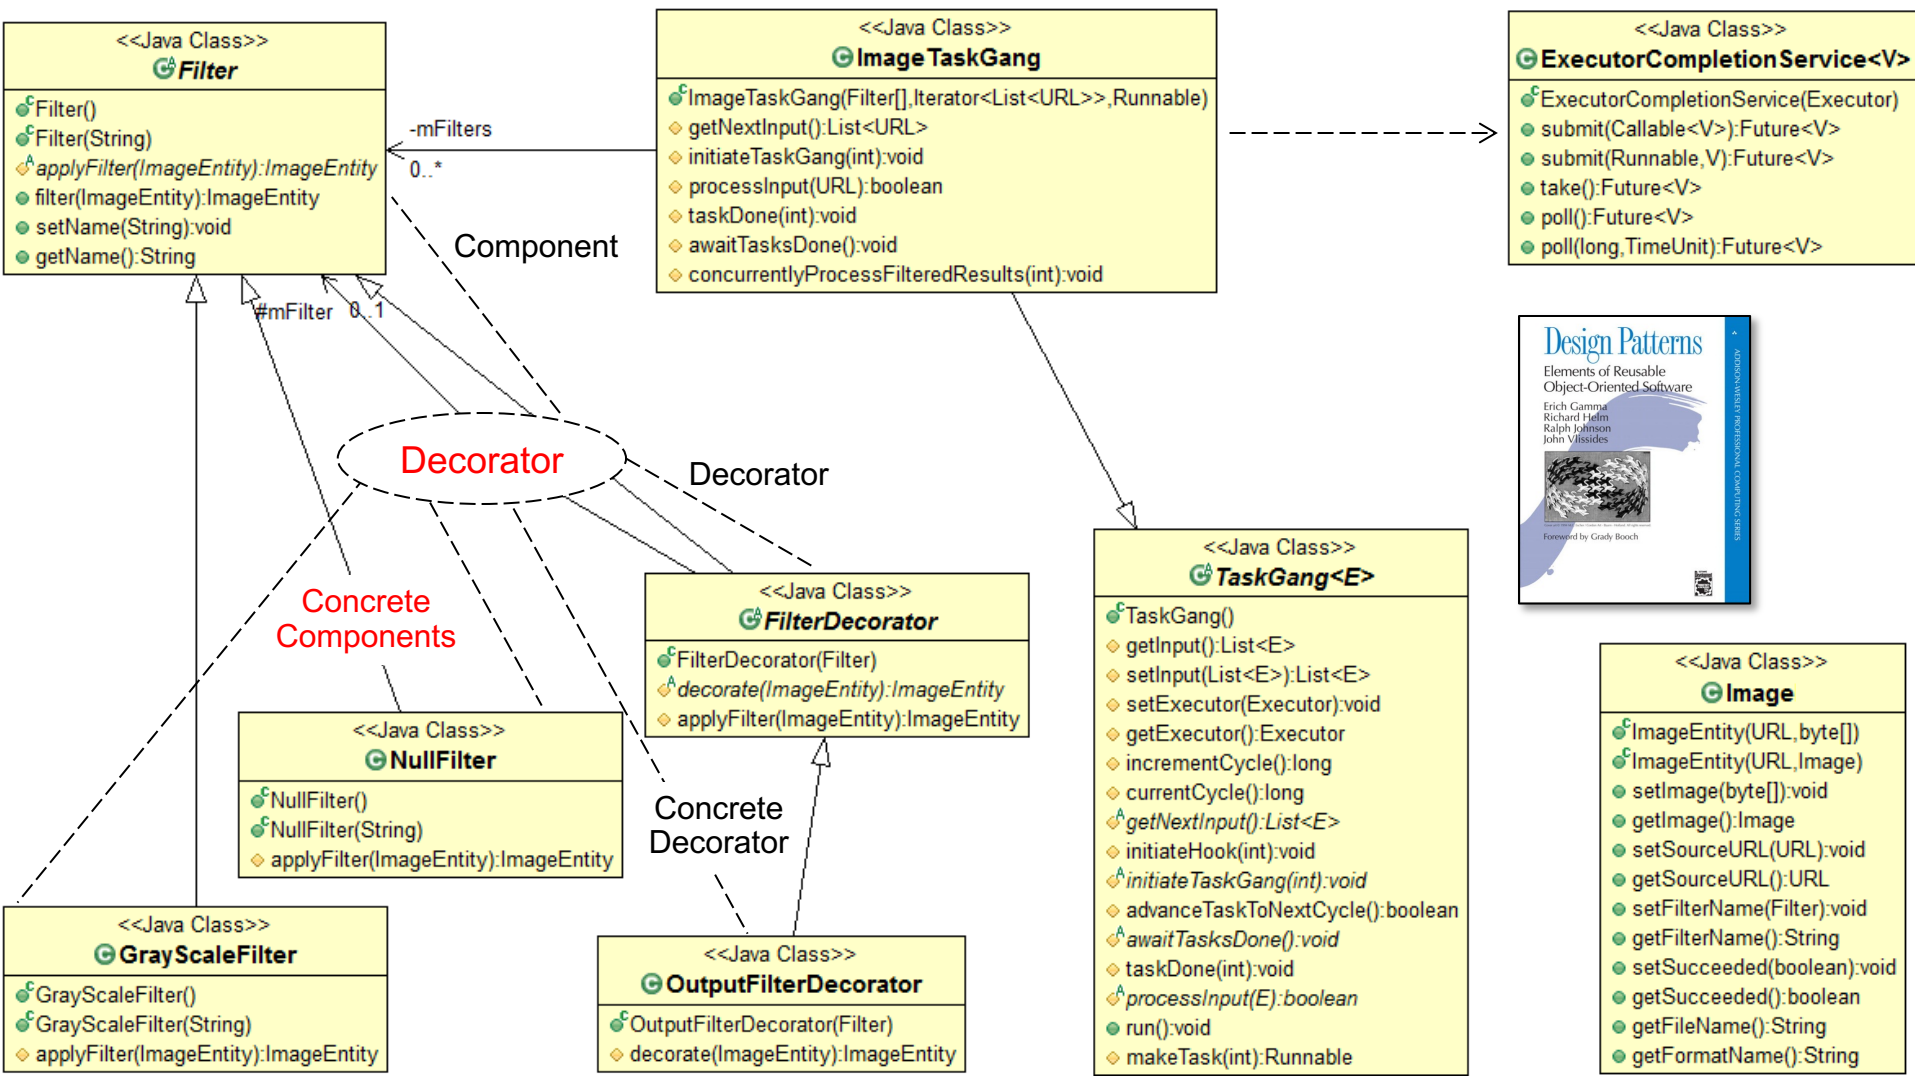 <<Java Class>>
Filter
Filter()
Filter(String)
applyFilter(ImageEntity):ImageEntity
filter(ImageEntity):ImageEntity
setName(String):void
getName():String
-mFilters
0..*
<<Java Class>>
ImageTaskGang
ImageTaskGang(Filter[],Iterator<List<URL>>,Runnable)
getNextInput():List<URL>
initiateTaskGang(int):void
processInput(URL):boolean
taskDone(int):void
awaitTasksDone():void
concurrentlyProcessFilteredResults(int):void
<<Java Class>>
ExecutorCompletionService<V>
ExecutorCompletionService(Executor)
submit(Callable<V>):Future<V>
submit(Runnable,V):Future<V>
take():Future<V>
poll():Future<V>
poll(long,TimeUnit):Future<V>
Component
#mFilter 0..1
Decorator
Decorator
Concrete
Components
Concrete
Decorator
Design Patterns
Elements of Reusable
Object-Oriented Software
Erich Gamma
Richard Helm
Ralph Johnson
John Vlissides
Foreword by Grady Booch
ADDISON-WESLEY PROFESSIONAL COMPUTING SERIES
<<Java Class>>
FilterDecorator
FilterDecorator(Filter)
decorate(ImageEntity):ImageEntity
applyFilter(ImageEntity):ImageEntity
<<Java Class>>
NullFilter
NullFilter()
NullFilter(String)
applyFilter(ImageEntity):ImageEntity
<<Java Class>>
GrayScaleFilter
GrayScaleFilter()
GrayScaleFilter(String)
applyFilter(ImageEntity):ImageEntity
<<Java Class>>
OutputFilterDecorator
OutputFilterDecorator(Filter)
decorate(ImageEntity):ImageEntity
<<Java Class>>
TaskGang<E>
TaskGang()
getInput():List<E>
setInput(List<E>):List<E>
setExecutor(Executor):void
getExecutor():Executor
incrementCycle():long
currentCycle():long
getNextInput():List<E>
initiateHook(int):void
initiateTaskGang(int):void
advanceTaskToNextCycle():boolean
awaitTasksDone():void
taskDone(int):void
processInput(E):boolean
run():void
makeTask(int):Runnable
<<Java Class>>
Image
ImageEntity(URL,byte[])
ImageEntity(URL,Image)
setImage(byte[]):void
getImage():Image
setSourceURL(URL):void
getSourceURL():URL
setFilterName(Filter):void
getFilterName():String
setSucceeded(boolean):void
getSucceeded():boolean
getFileName():String
getFormatName():String